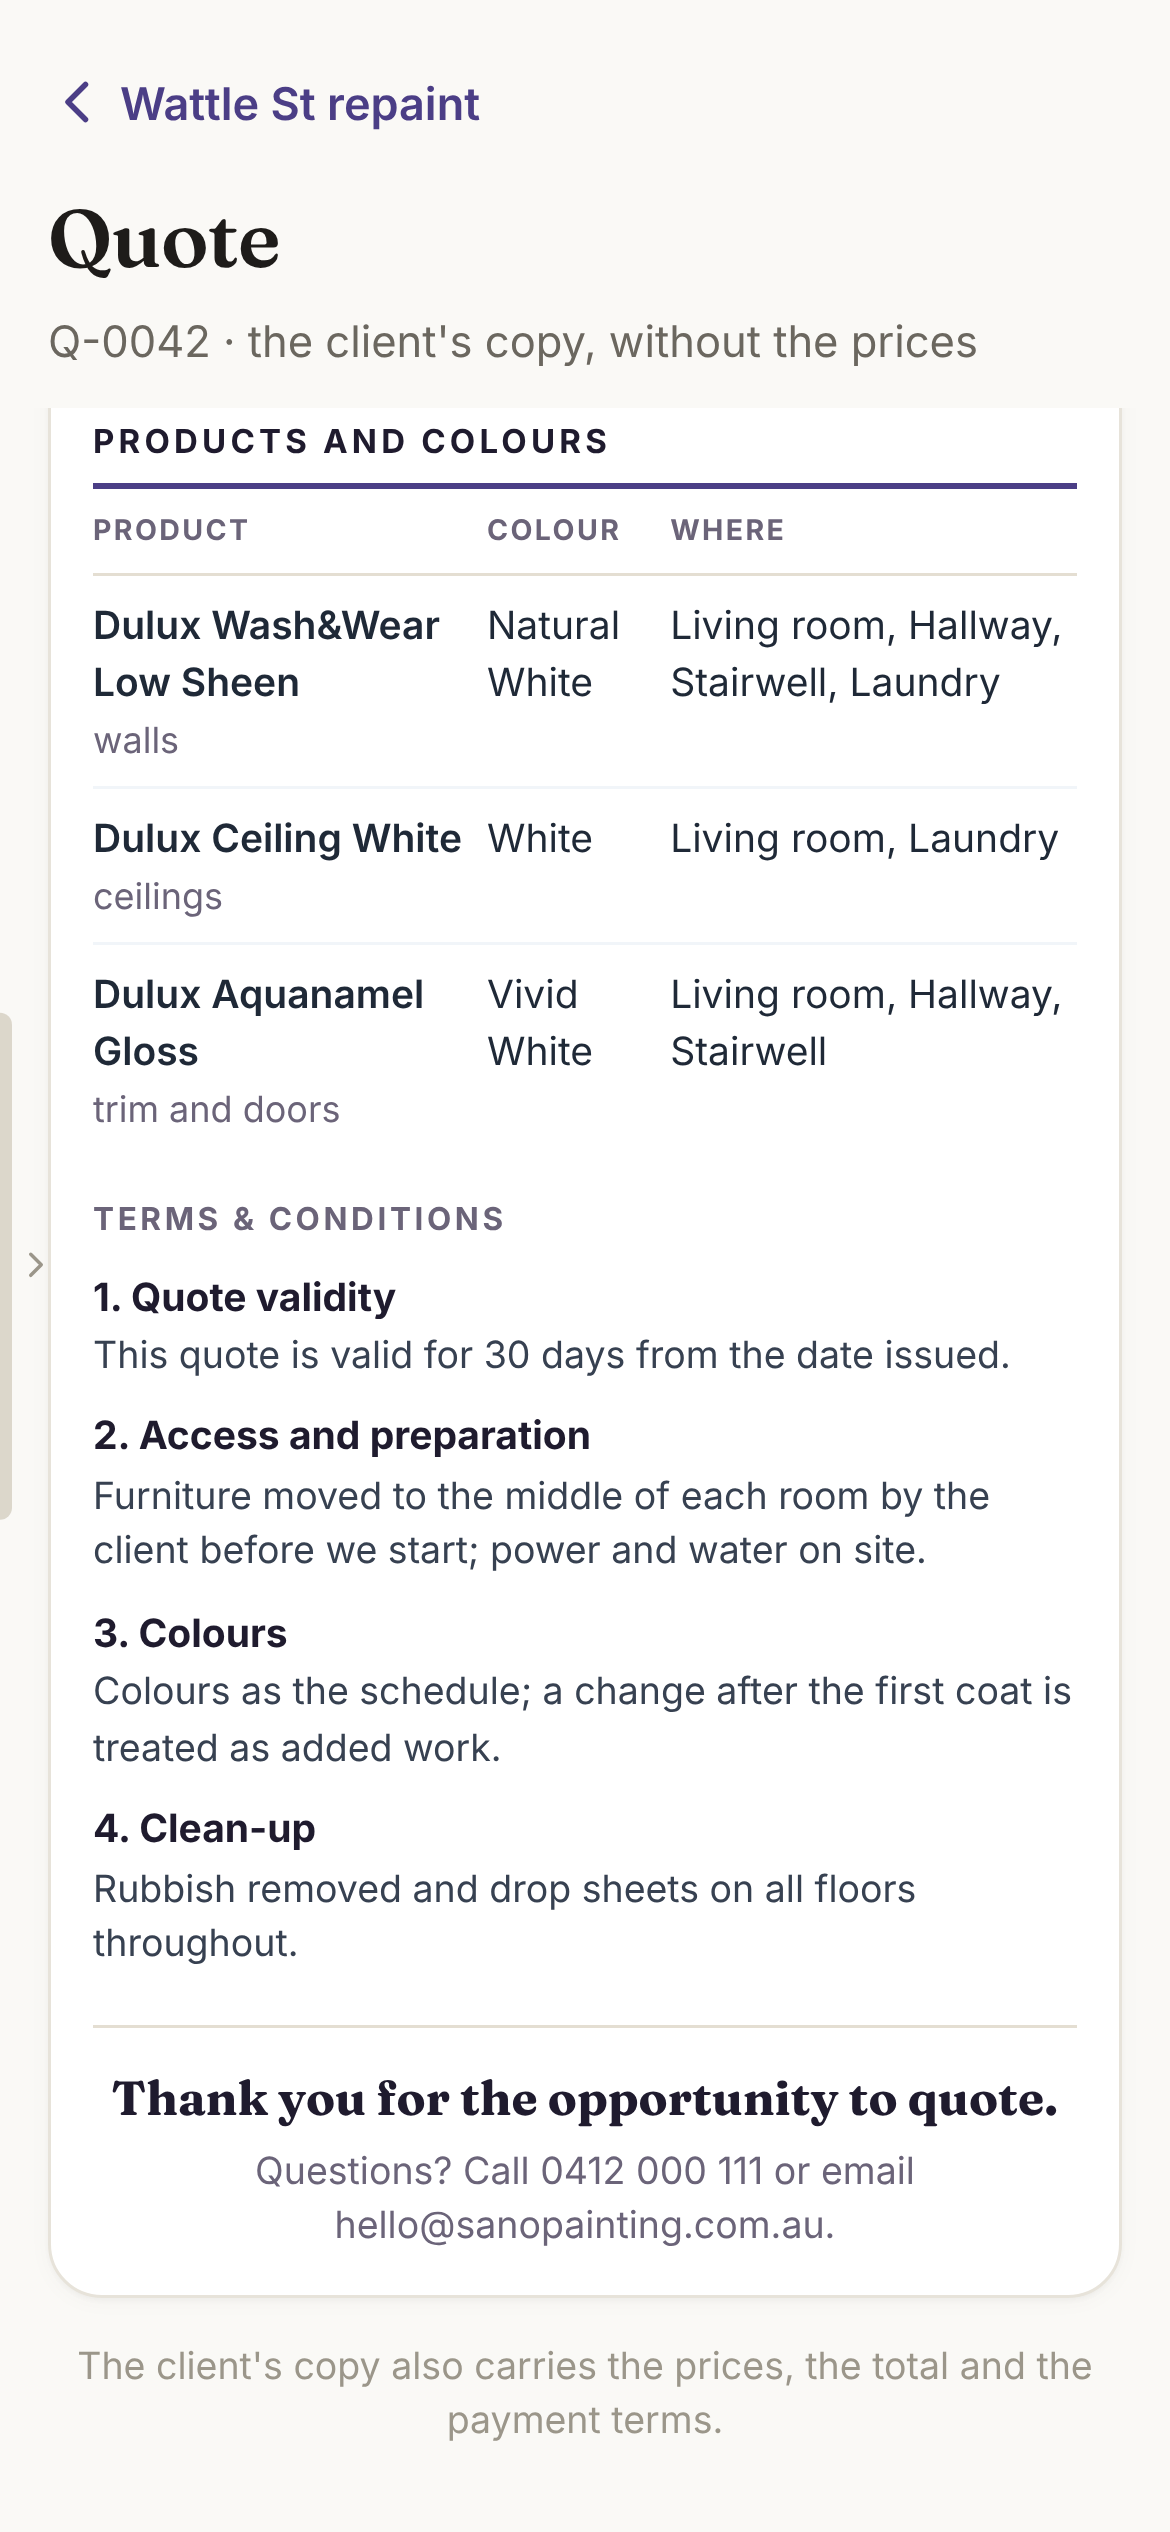 Wattle St repaint
Quote
Q-0042 · the client's copy, without the prices
PRODUCTS AND COLOURS
PRODUCT COLOUR WHERE
Dulux Wash&Wear Natural Living room, Hallway,
Low Sheen White Stairwell, Laundry
walls
Dulux Ceiling White White Living room, Laundry
ceilings
Dulux Aquanamel Vivid Living room, Hallway,
Gloss White Stairwell
trim and doors
TERMS & CONDITIONS
1. Quote validity
This quote is valid for 30 days from the date issued.
2. Access and preparation
Furniture moved to the middle of each room by the
client before we start; power and water on site.
3. Colours
Colours as the schedule; a change after the first coat is
treated as added work.
4. Clean-up
Rubbish removed and drop sheets on all floors
throughout.
Thank you for the opportunity to quote.
Questions? Call 0412 000 111 or email
hello@sanopainting.com.au.
The client's copy also carries the prices, the total and the
payment terms.